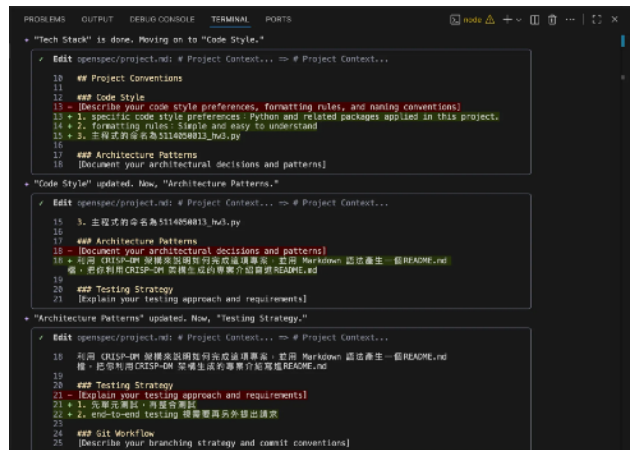 PROBLEMS OUTPUT DEBUG CONSOLE TERMINAL PORTS node
+ "Tech Stack" is done. Moving on to "Code Style."
✓ Edit openspec/project.md: # Project Context... => # Project Context...
10 ## Project Conventions
11
12 ### Code Style
13 - [Describe your code style preferences, formatting rules, and naming conventions]
13 + 1. specific code style preferences：Python and related packages applied in this project.
14 + 2. formatting rules：Simple and easy to understand
15 + 3. 主程式的命名為5114050013_hw3.py
16
17 ### Architecture Patterns
18 [Document your architectural decisions and patterns]
+ "Code Style" updated. Now, "Architecture Patterns."
✓ Edit openspec/project.md: # Project Context... => # Project Context...
15 3. 主程式的命名為5114050013_hw3.py
16
17 ### Architecture Patterns
18 - [Document your architectural decisions and patterns]
18 + 利用 CRISP-DM 架構來說明如何完成這項專案，並用 Markdown 語法產生一個README.md
檔，把你利用CRISP-DM 架構生成的專案介紹寫進README.md
19
20 ### Testing Strategy
21 [Explain your testing approach and requirements]
+ "Architecture Patterns" updated. Now, "Testing Strategy."
✓ Edit openspec/project.md: # Project Context... => # Project Context...
18 利用 CRISP-DM 架構來說明如何完成這項專案，並用 Markdown 語法產生一個README.md
檔，把你利用CRISP-DM 架構生成的專案介紹寫進README.md
19
20 ### Testing Strategy
21 - [Explain your testing approach and requirements]
21 + 1. 先單元測試，再整合測試
22 + 2. end-to-end testing 視需要再另外提出請求
23
24 ### Git Workflow
25 [Describe your branching strategy and commit conventions]